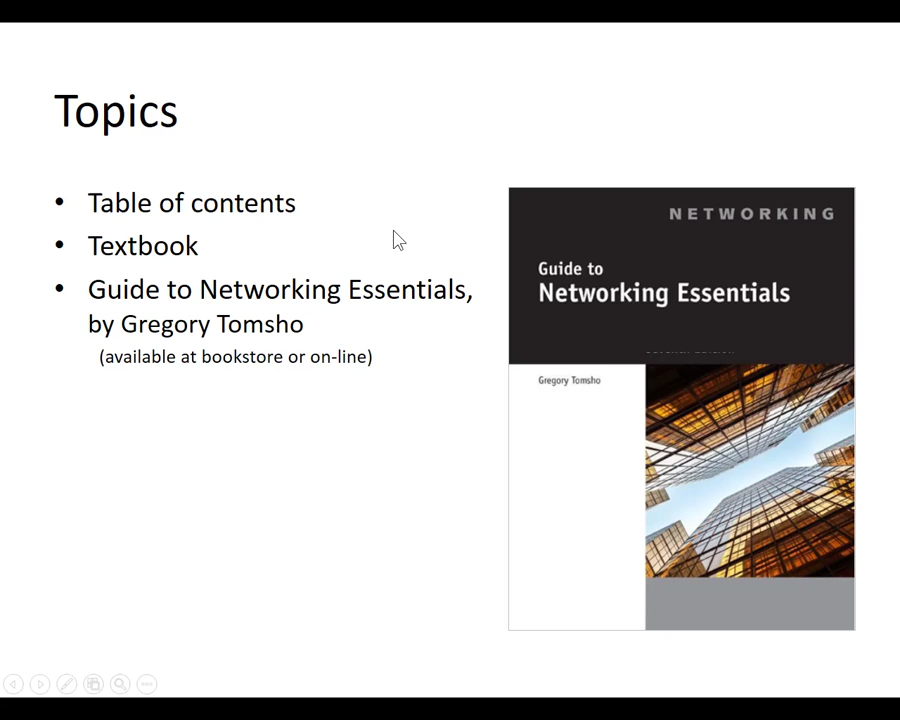 Topics
• Table of contents
• Textbook
• Guide to Networking Essentials,
by Gregory Tomsho
(available at bookstore or on-line)
NETWORKING
Guide to
Networking Essentials
Gregory Tomsho